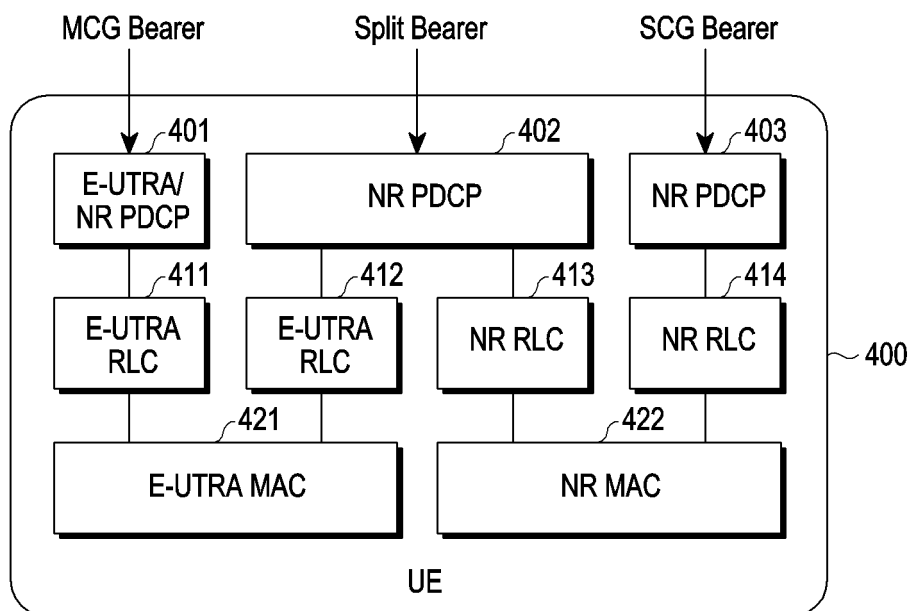 MCG Bearer
Split Bearer
SCG Bearer
401
402
403
E-UTRA/
NR PDCP
NR PDCP
NR PDCP
411
412
413
414
E-UTRA
RLC
E-UTRA
RLC
NR RLC
NR RLC
400
421
422
E-UTRA MAC
NR MAC
UE